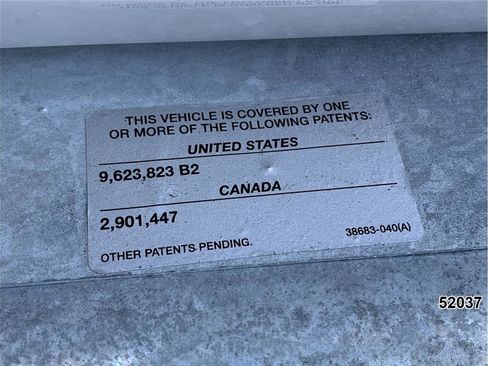 THIS VEHICLE IS COVERED BY ONE
OR MORE OF THE FOLLOWING PATENTS:
UNITED STATES
9,623,823 B2
CANADA
2,901,447
OTHER PATENTS PENDING.
38683-040(A)
52037